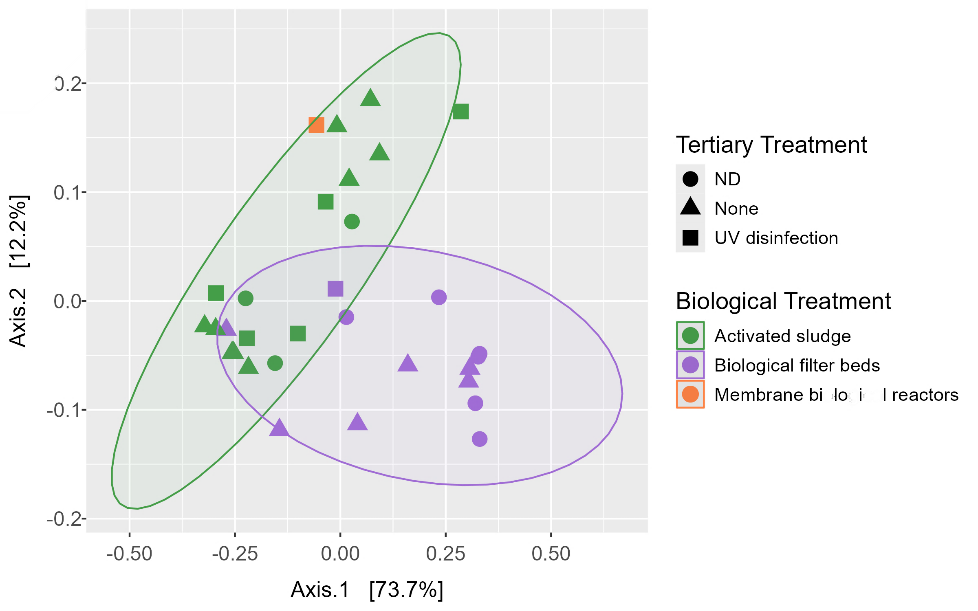 Axis.2 [12.2%]
0.2
0.1
0.0
-0.1
-0.2
-0.50
-0.25
0.00
0.25
0.50
Axis.1 [73.7%]
Tertiary Treatment
ND
None
UV disinfection
Biological Treatment
Activated sludge
Biological filter beds
Membrane reactors